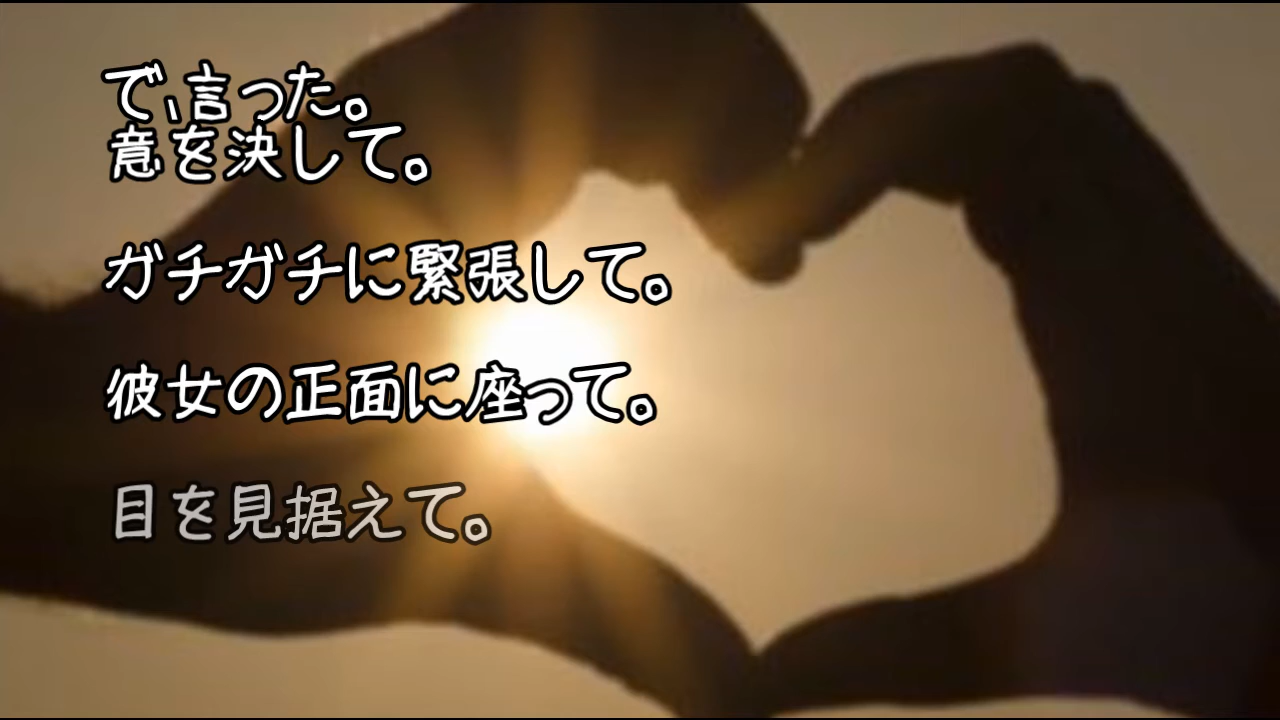 で、言った。
意を決して。
ガチガチに緊張して。
彼女の正面に座って。
目を見据えて。